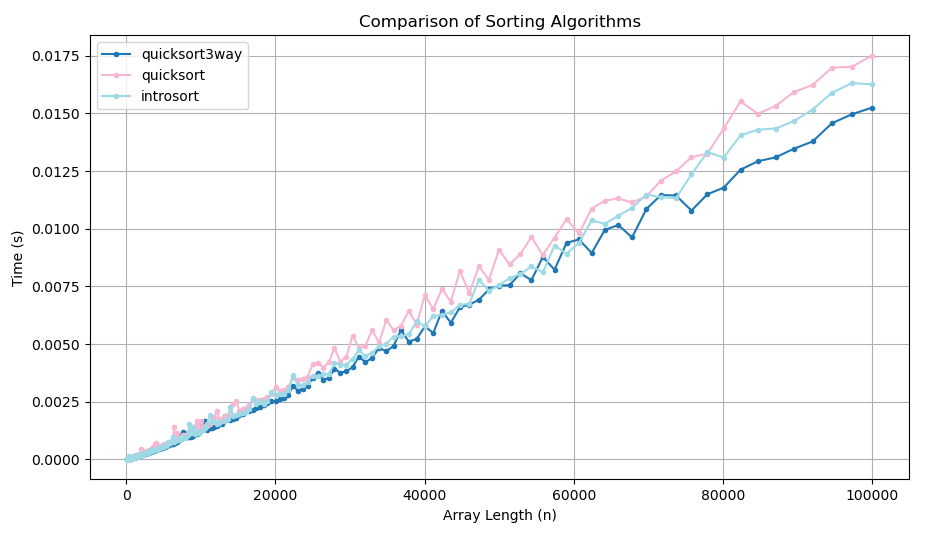 Comparison of Sorting Algorithms
quicksort3way
quicksort
introsort
0.0175
0.0150
0.0125
0.0100
0.0075
0.0050
0.0025
0.0000
Time (s)
0 20000 40000 60000 80000 100000
Array Length (n)